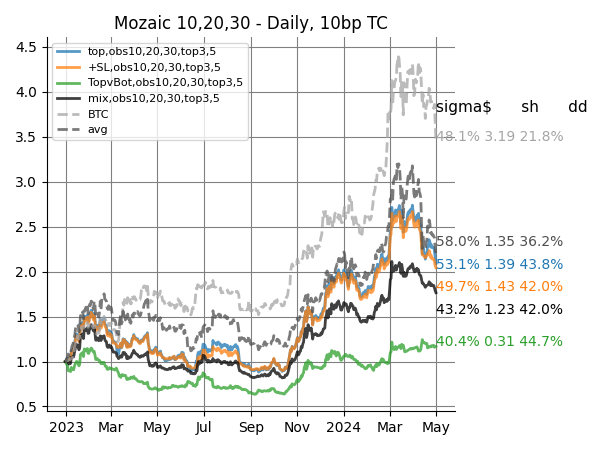 Mozaic 10,20,30 - Daily, 10bp TC
top,obs10,20,30,top3,5
+SL,obs10,20,30,top3,5
TopvBot,obs10,20,30,top3,5
mix,obs10,20,30,top3,5
BTC
avg
4.5
4.0
3.5
3.0
2.5
2.0
1.5
1.0
0.5
sigma$ sh dd
48.1% 3.19 21.8%
58.0% 1.35 36.2%
53.1% 1.39 43.8%
49.7% 1.43 42.0%
43.2% 1.23 42.0%
40.4% 0.31 44.7%
2023 Mar May Jul Sep Nov 2024 Mar May